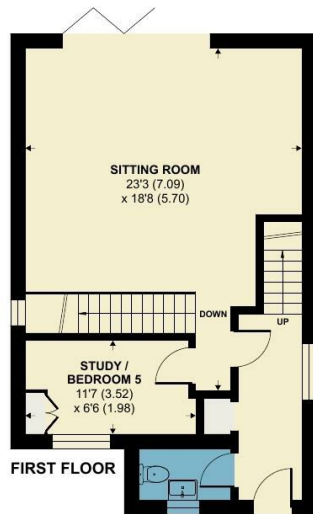 SITTING ROOM
23'3 (7.09)
x 18'8 (5.70)
DOWN
UP
STUDY /
BEDROOM 5
11'7 (3.52)
x 6'6 (1.98)
FIRST FLOOR